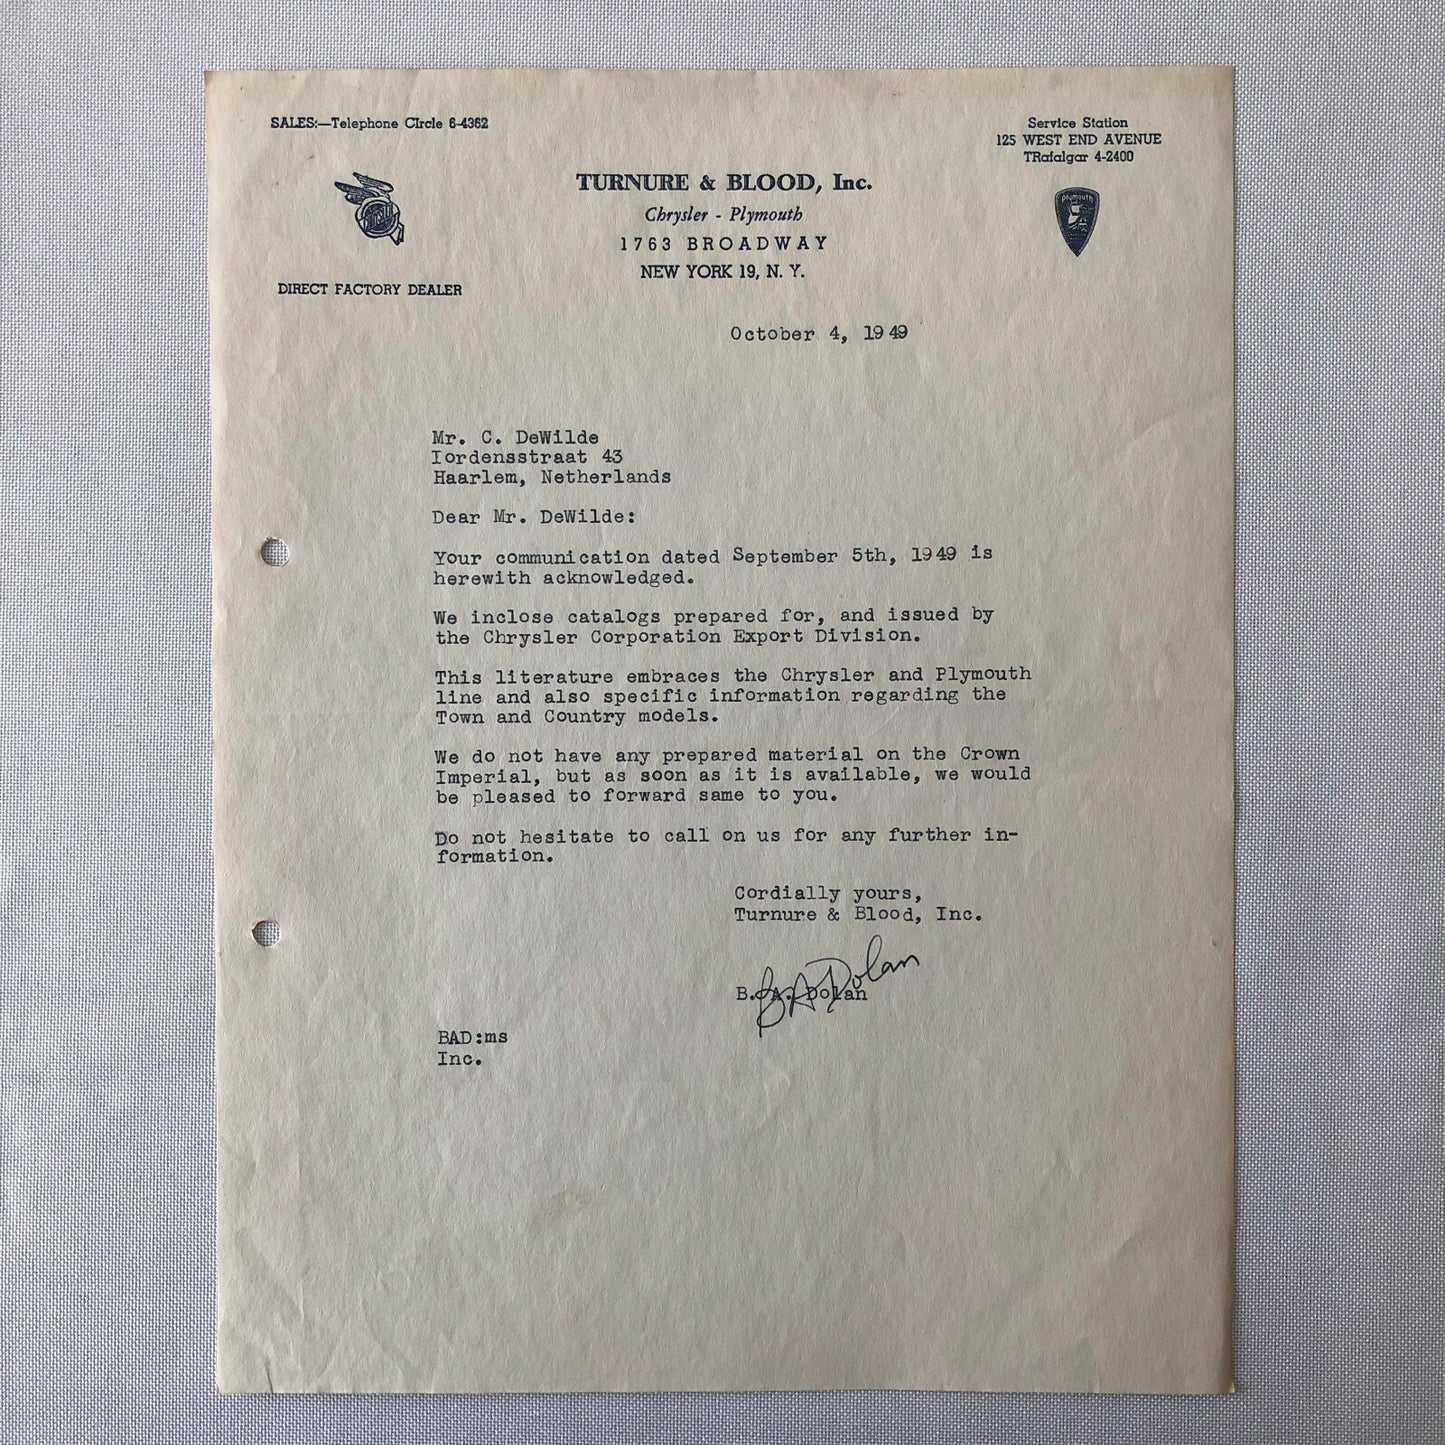 SALES:—Telephone CIrcle 6-4362
Service Station
125 WEST END AVENUE
TRafalgar 4-2400
TURNURE & BLOOD, Inc.
Chrysler - Plymouth
1763 BROADWAY
NEW YORK 19, N. Y.
Plymouth
DIRECT FACTORY DEALER
October 4, 1949
Mr. C. DeWilde
Iordensstraat 43
Haarlem, Netherlands
Dear Mr. DeWilde:
Your communication dated September 5th, 1949 is
herewith acknowledged.
We inclose catalogs prepared for, and issued by
the Chrysler Corporation Export Division.
This literature embraces the Chrysler and Plymouth
line and also specific information regarding the
Town and Country models.
We do not have any prepared material on the Crown
Imperial, but as soon as it is available, we would
be pleased to forward same to you.
Do not hesitate to call on us for any further in-
formation.
Cordially yours,
Turnure & Blood, Inc.
B A Dolan
B. A. Dolan
BAD:ms
Inc.